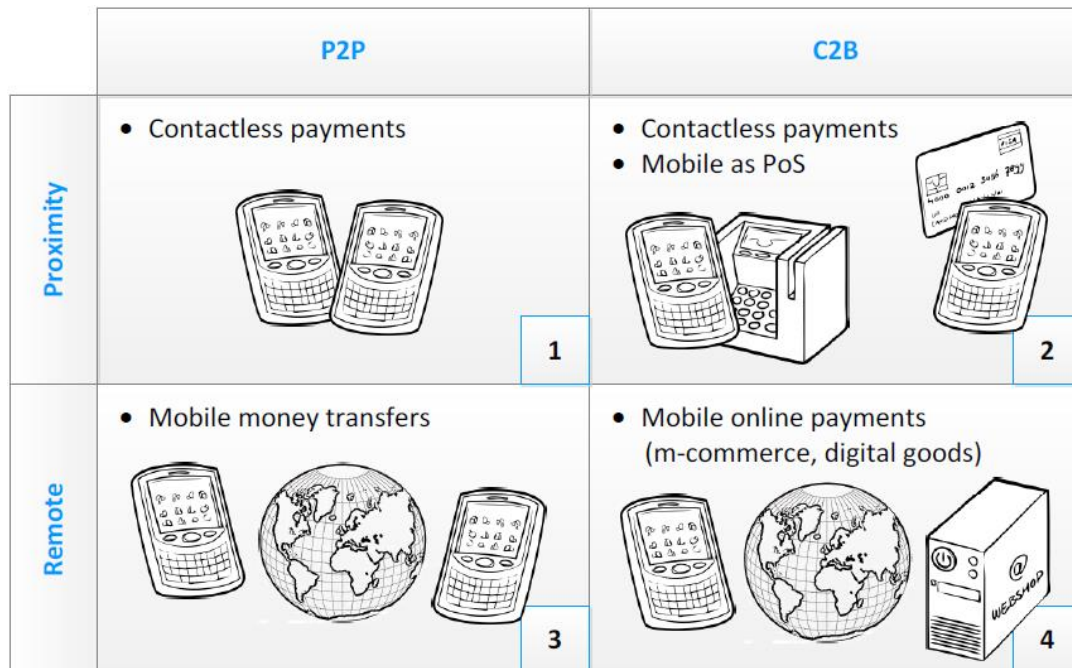 P2P
C2B
Proximity
• Contactless payments
1
• Contactless payments
• Mobile as PoS
VISA
2
Remote
• Mobile money transfers
3
• Mobile online payments
(m-commerce, digital goods)
@
WEBSHOP
4